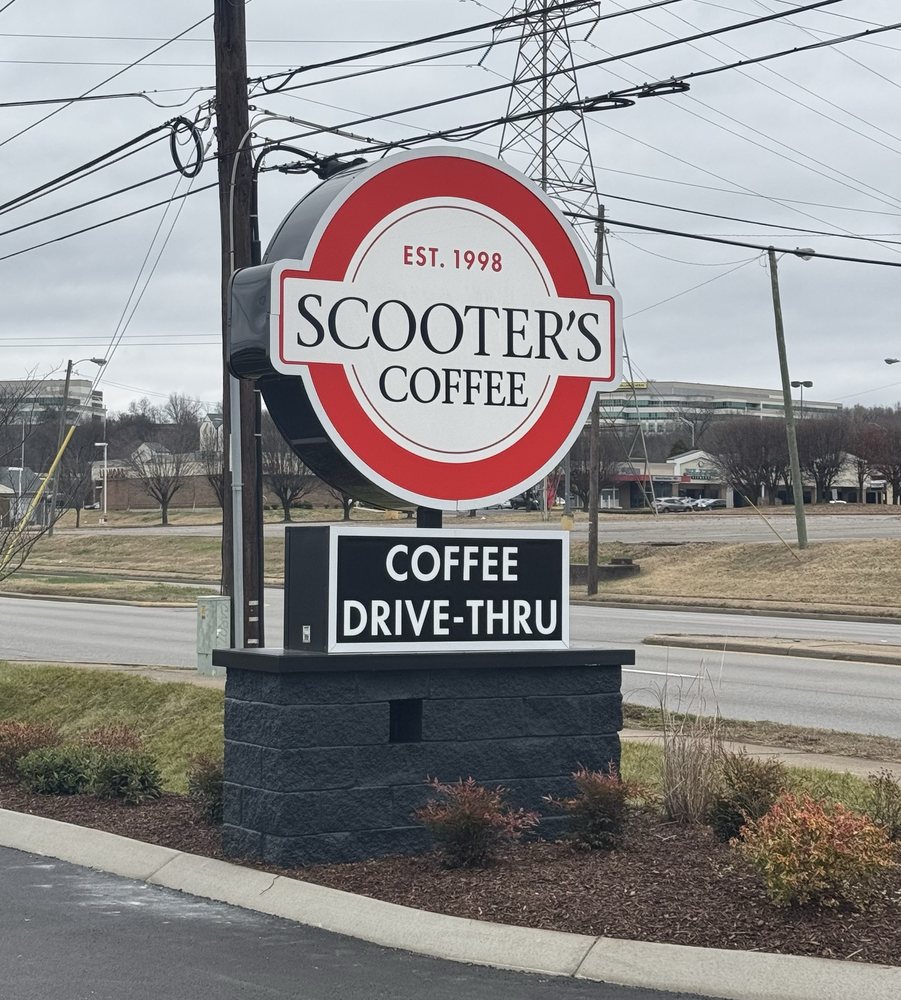 EST. 1998
SCOOTER'S
COFFEE
COFFEE
DRIVE-THRU